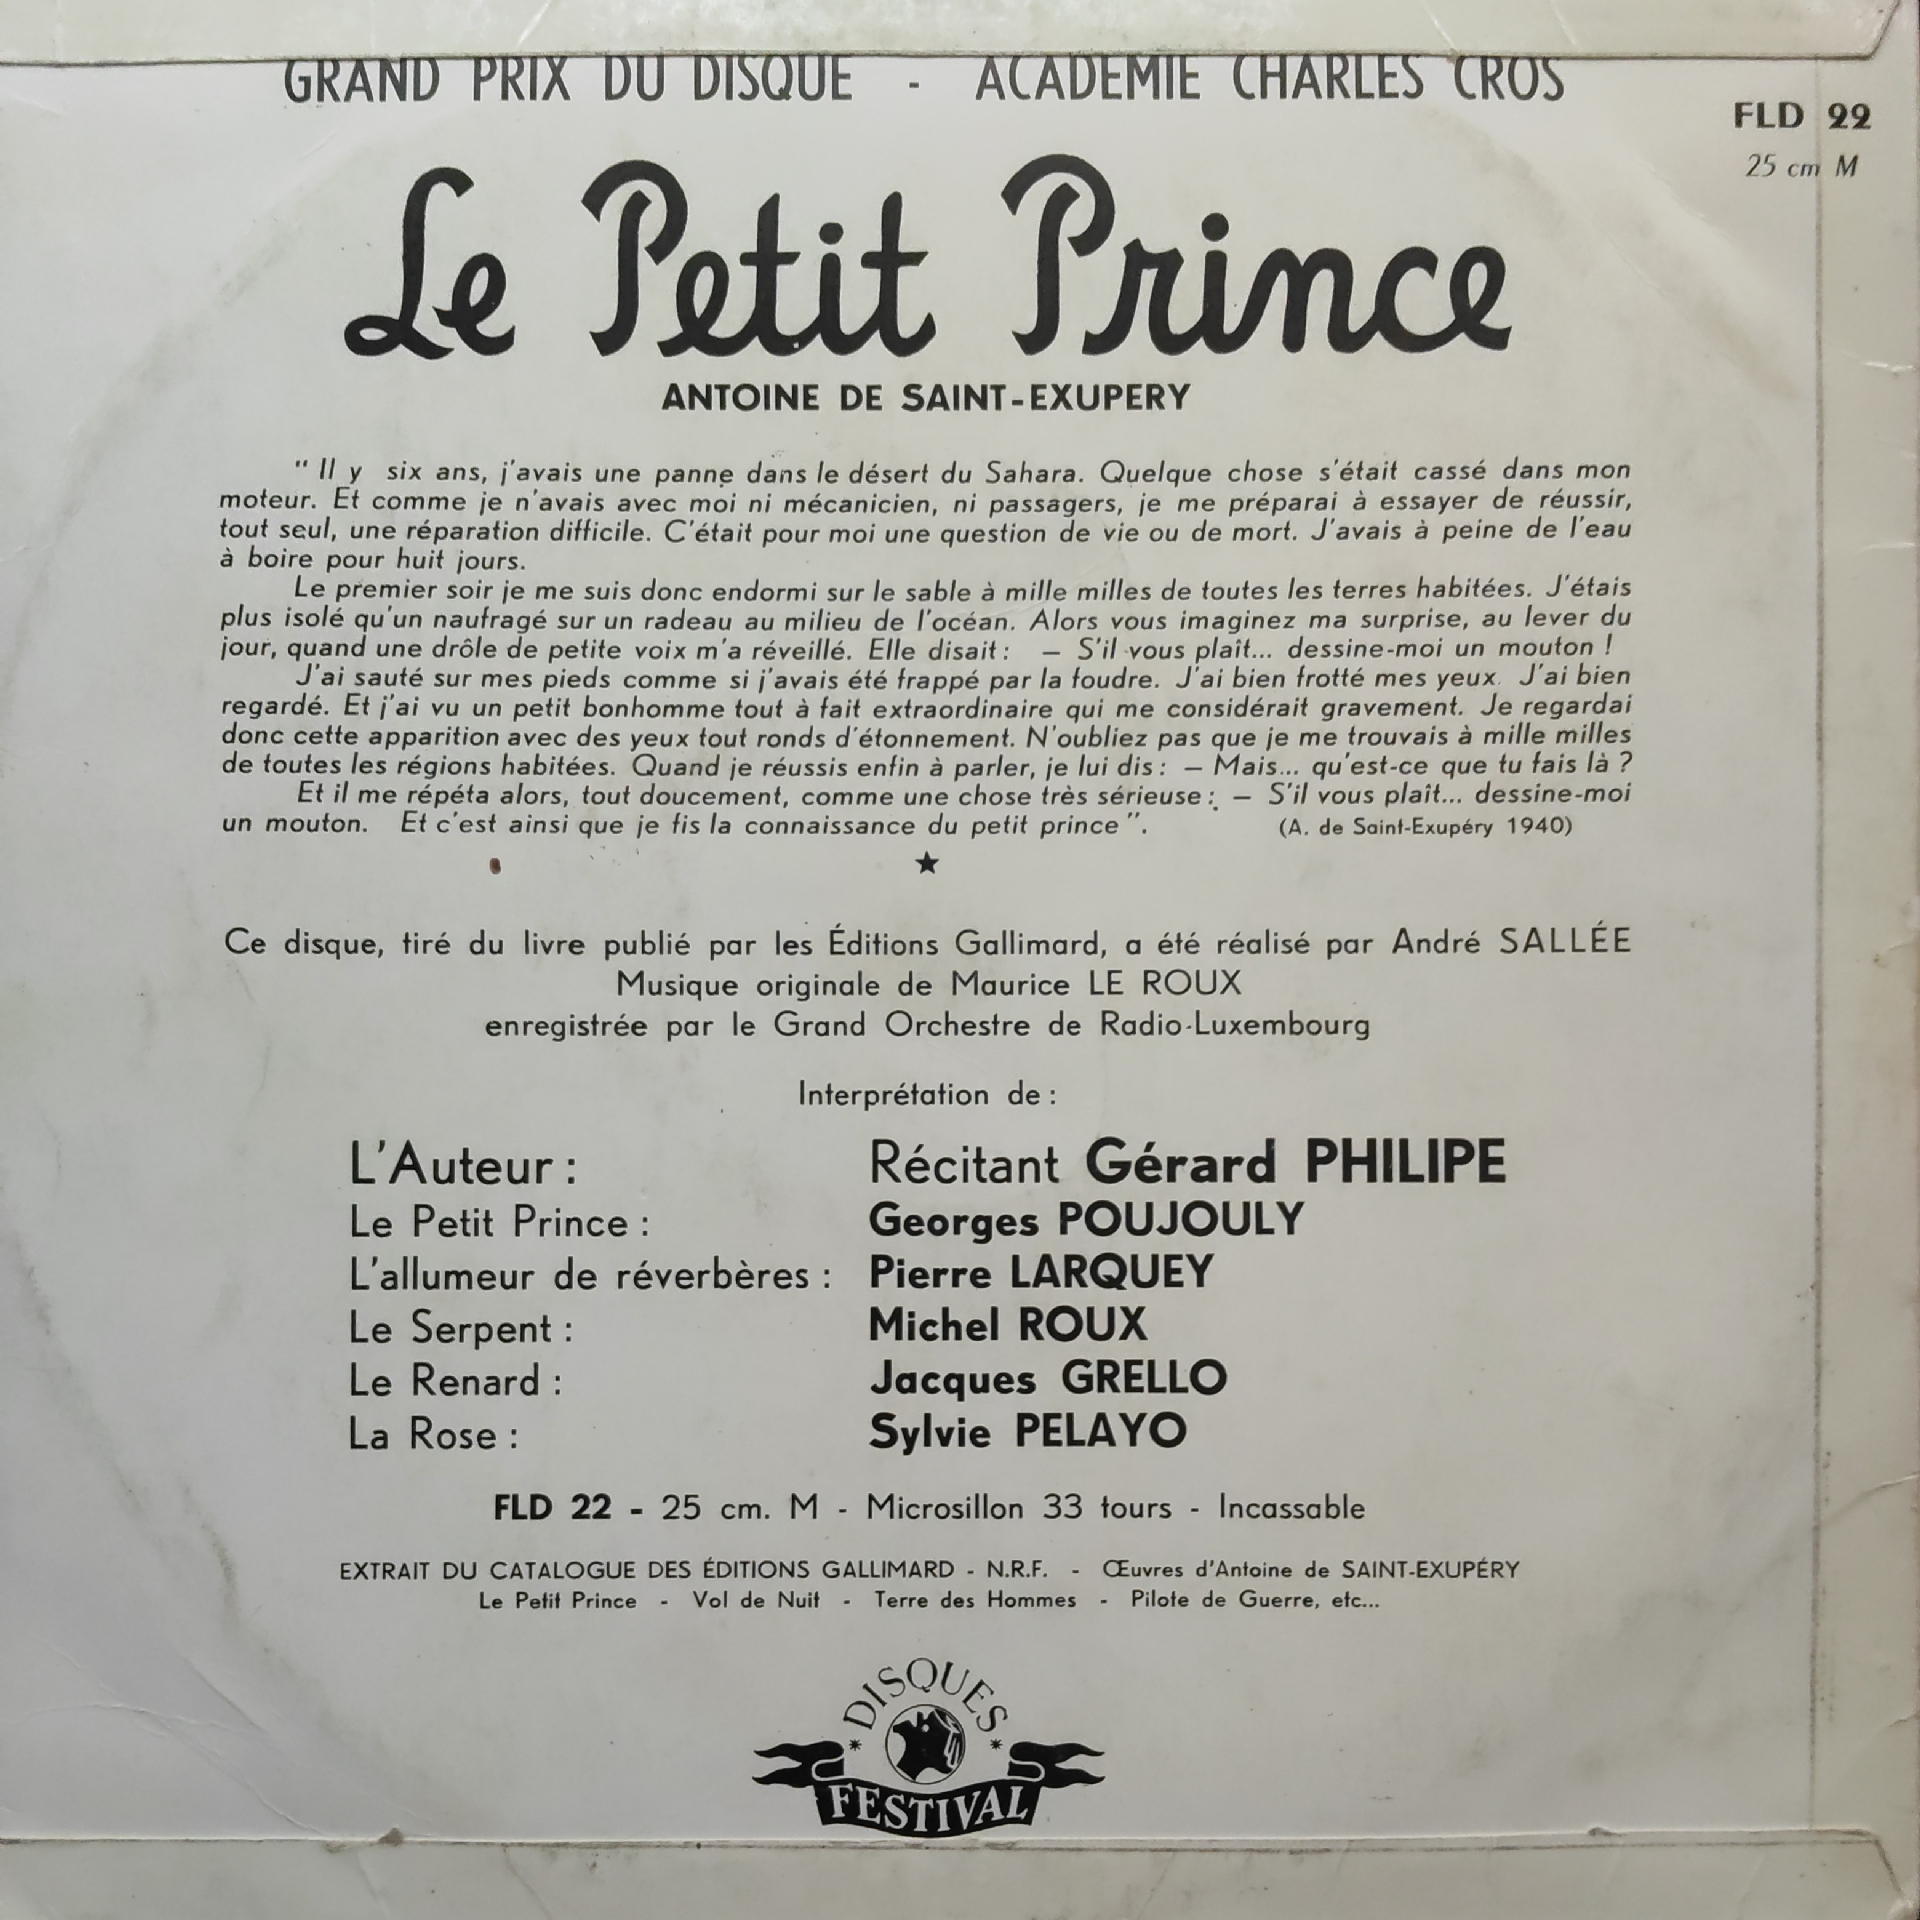 GRAND PRIX DU DISQUE - ACADEMIE CHARLES CROS
FLD 22
25 cm M
Le Petit Prince
ANTOINE DE SAINT-EXUPERY
" Il y six ans, j'avais une panne dans le désert du Sahara. Quelque chose s'était cassé dans mon
moteur. Et comme je n'avais avec moi ni mécanicien, ni passagers, je me préparai à essayer de réussir,
tout seul, une réparation difficile. C'était pour moi une question de vie ou de mort. J'avais à peine de l'eau
à boire pour huit jours.
Le premier soir je me suis donc endormi sur le sable à mille milles de toutes les terres habitées. J'étais
plus isolé qu'un naufragé sur un radeau au milieu de l'océan. Alors vous imaginez ma surprise, au lever du
jour, quand une drôle de petite voix m'a réveillé. Elle disait : — S'il vous plaît... dessine-moi un mouton !
J'ai sauté sur mes pieds comme si j'avais été frappé par la foudre. J'ai bien frotté mes yeux. J'ai bien
regardé. Et j'ai vu un petit bonhomme tout à fait extraordinaire qui me considérait gravement. Je regardai
donc cette apparition avec des yeux tout ronds d'étonnement. N'oubliez pas que je me trouvais à mille milles
de toutes les régions habitées. Quand je réussis enfin à parler, je lui dis : — Mais... qu'est-ce que tu fais là ?
Et il me répéta alors, tout doucement, comme une chose très sérieuse : — S'il vous plaît... dessine-moi
un mouton. Et c'est ainsi que je fis la connaissance du petit prince ". (A. de Saint-Exupéry 1940)
★
Ce disque, tiré du livre publié par les Éditions Gallimard, a été réalisé par André SALLÉE
Musique originale de Maurice LE ROUX
enregistrée par le Grand Orchestre de Radio-Luxembourg
Interprétation de :
L'Auteur : Récitant Gérard PHILIPE
Le Petit Prince : Georges POUJOULY
L'allumeur de réverbères : Pierre LARQUEY
Le Serpent : Michel ROUX
Le Renard : Jacques GRELLO
La Rose : Sylvie PELAYO
FLD 22 - 25 cm. M - Microsillon 33 tours - Incassable
EXTRAIT DU CATALOGUE DES ÉDITIONS GALLIMARD - N.R.F. - Œuvres d'Antoine de SAINT-EXUPÉRY
Le Petit Prince - Vol de Nuit - Terre des Hommes - Pilote de Guerre, etc...
DISQUES
FESTIVAL